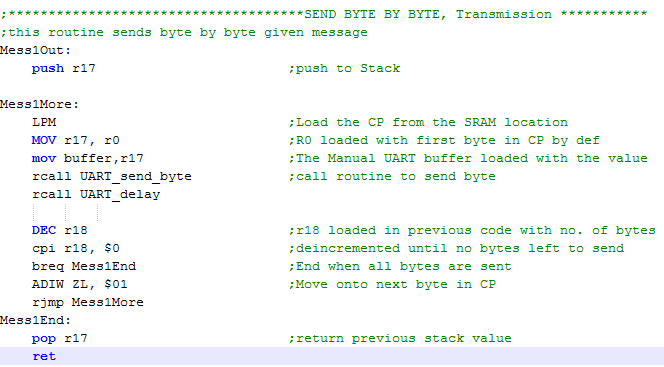 ;*************************************SEND BYTE BY BYTE, Transmission ***********
;this routine sends byte by byte given message
Mess1Out:
push r17 ;push to Stack
Mess1More:
LPM ;Load the CP from the SRAM location
MOV r17, r0 ;R0 loaded with first byte in CP by def
mov buffer,r17 ;The Manual UART buffer loaded with the value
rcall UART_send_byte ;call routine to send byte
rcall UART_delay
DEC r18 ;r18 loaded in previous code with no. of bytes
cpi r18, $0 ;deincremented until no bytes left to send
breq Mess1End ;End when all bytes are sent
ADIW ZL, $01 ;Move onto next byte in CP
rjmp Mess1More
Mess1End:
pop r17 ;return previous stack value
ret